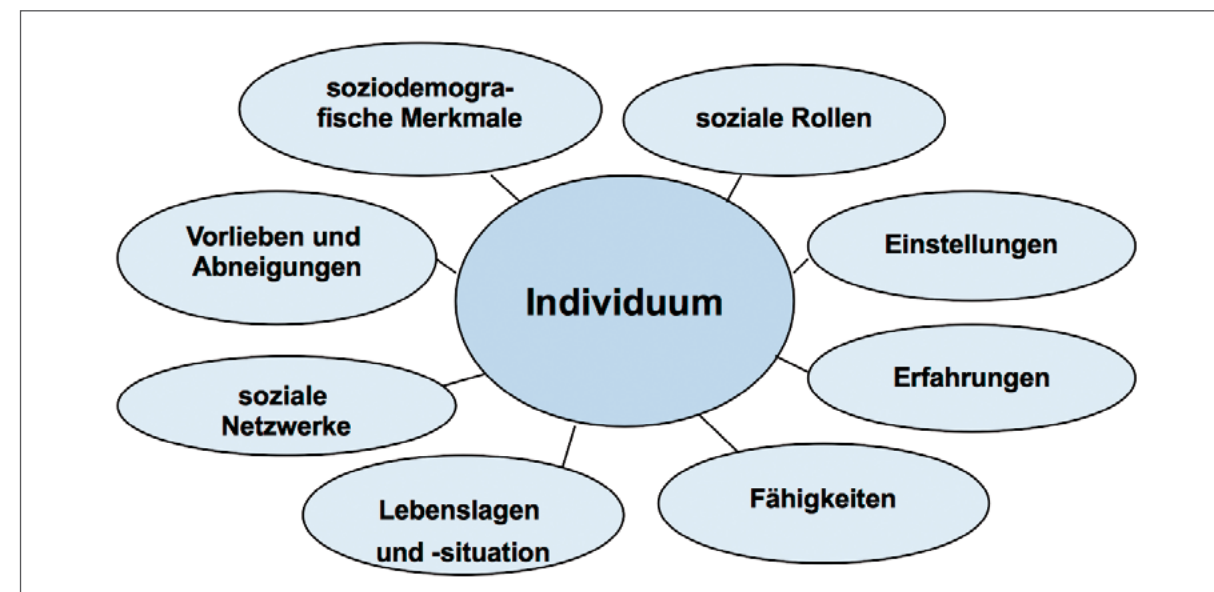 soziodemogra-
fische Merkmale
soziale Rollen
Vorlieben und
Abneigungen
Einstellungen
Individuum
Erfahrungen
soziale
Netzwerke
Fähigkeiten
Lebenslagen
und -situation